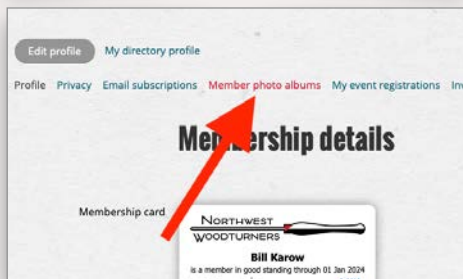 Edit profile My directory profile
Profile Privacy Email subscriptions Member photo albums My event registrations
Membership details
Membership card
NORTHWEST
WOODTURNERS
Bill Karow
is a member in good standing through 01 Jan 2024